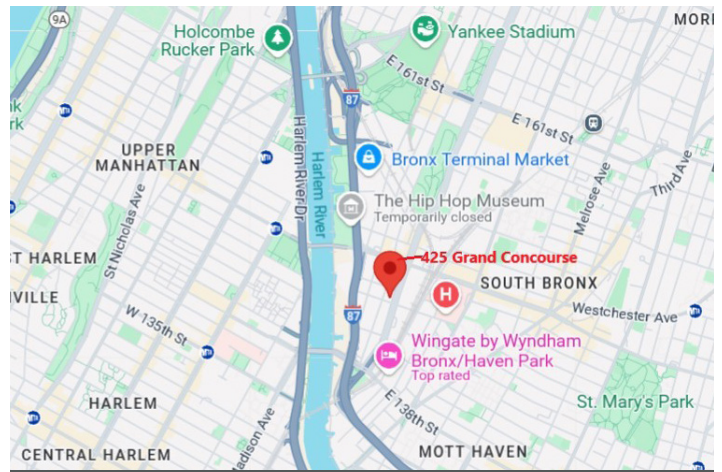 9A
Holcombe
Rucker Park
Yankee Stadium
MORI
E 161st St
87
E 161st St
UPPER
MANHATTAN
Harlem River Dr
Harlem River
Bronx Terminal Market
Melrose Ave
Third Ave
The Hip Hop Museum
Temporarily closed
St Nicholas Ave
ST HARLEM
425 Grand Concourse
VILLE
H
SOUTH BRONX
87
Westchester Ave
W 135th St
Wingate by Wyndham
Bronx/Haven Park
Top rated
HARLEM
E 138th St
St. Mary's Park
adison Ave
CENTRAL HARLEM
MOTT HAVEN